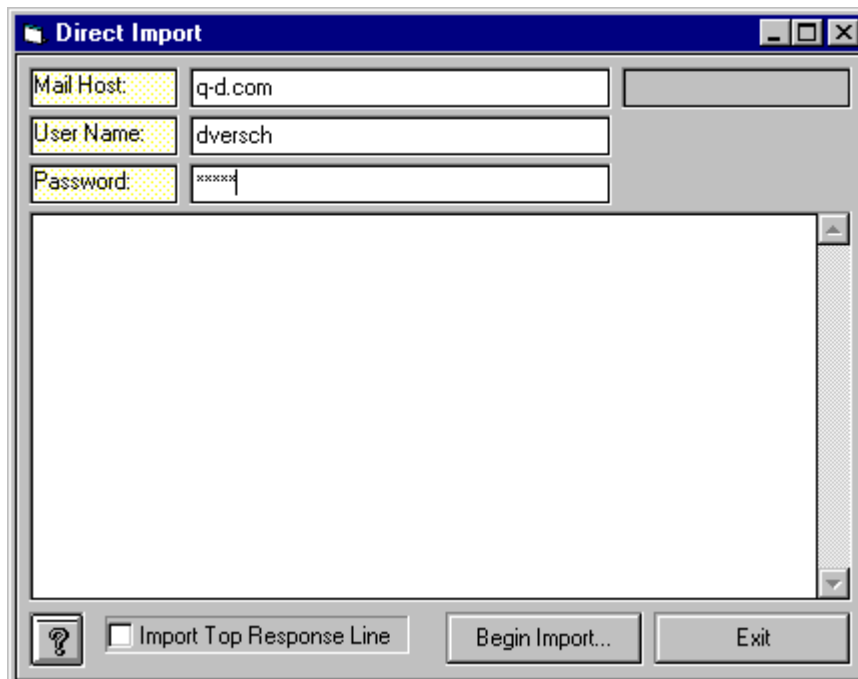 Direct Import
Mail Host: q-d.com
User Name: dversch
Password: *****
? Import Top Response Line Begin Import... Exit